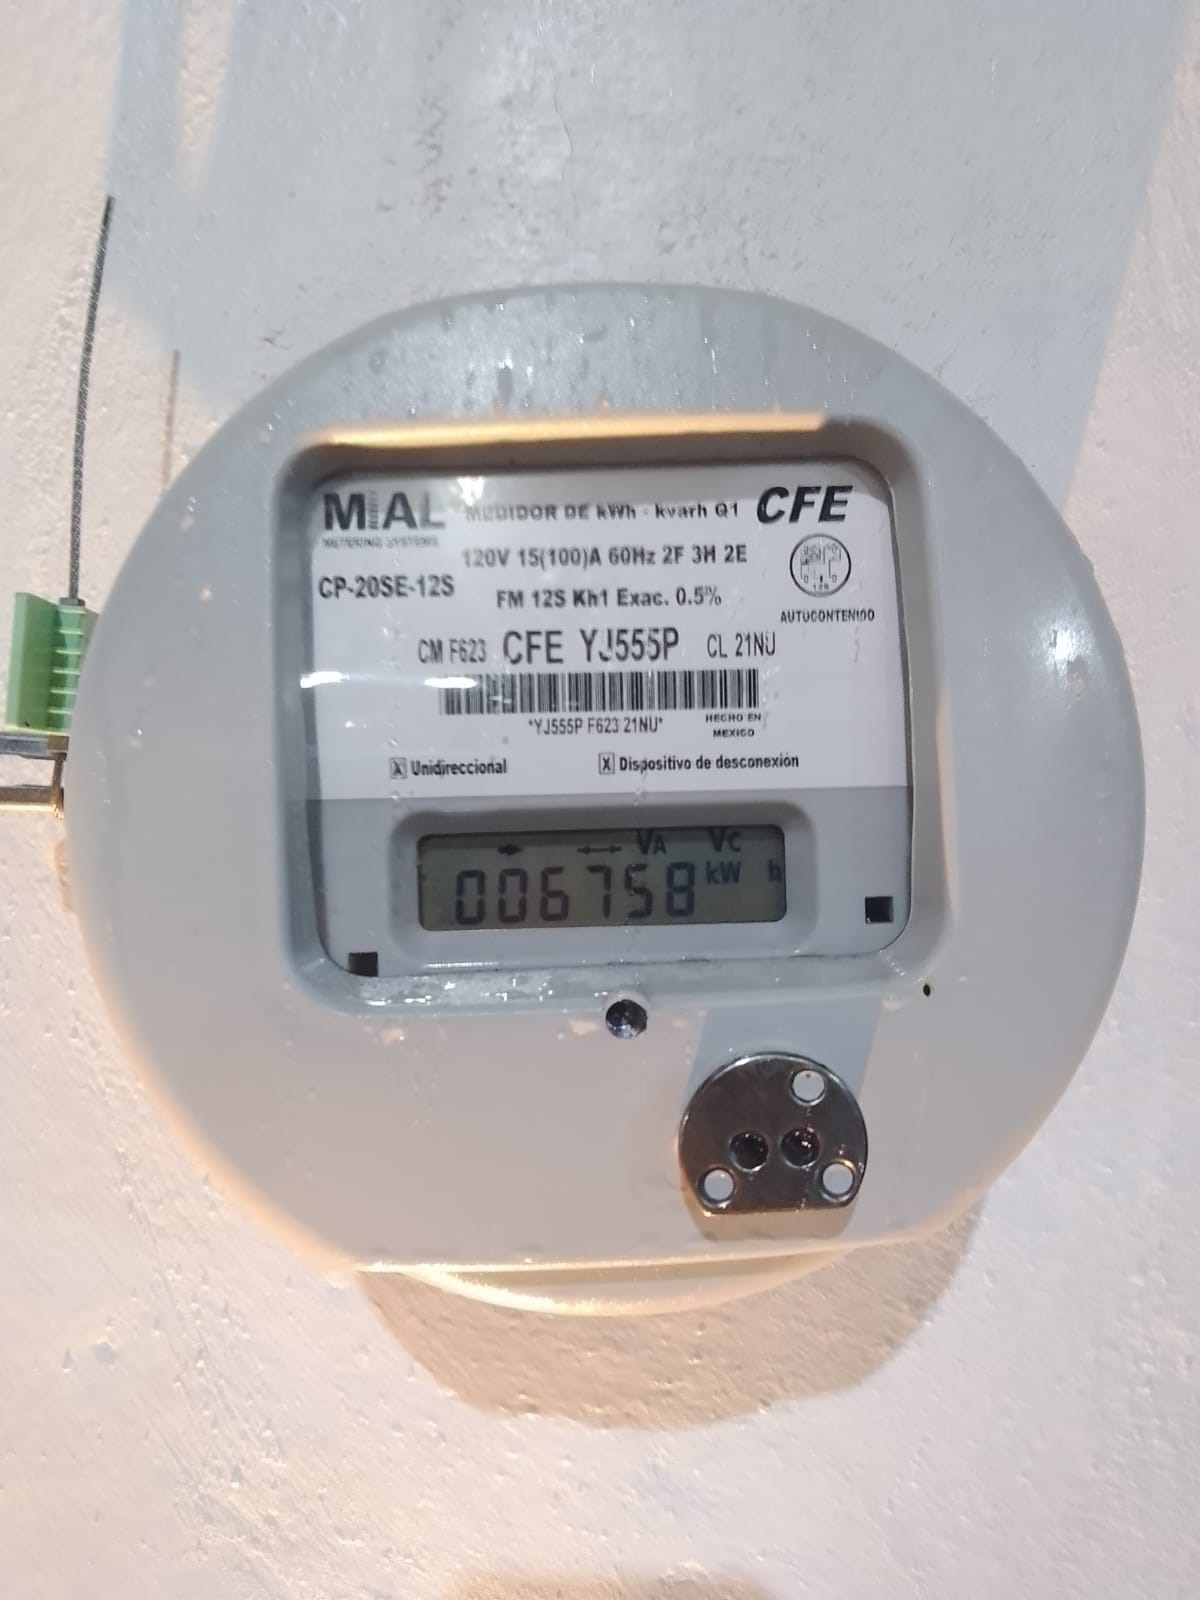 MIAL MEDIDOR DE kWh - kvarh Q1 CFE
METERING SYSTEMS
120V 15(100)A 60Hz 2F 3H 2E
CP-20SE-12S
FM 12S Kh1 Exac. 0.5%
12S
AUTOCONTENIDO
CM F623 CFE YJ555P CL 21NU
*YJ555P F623 21NU*
HECHO EN
MEXICO
X Unidireccional X Dispositivo de desconexión
VA VC
006758 kW h